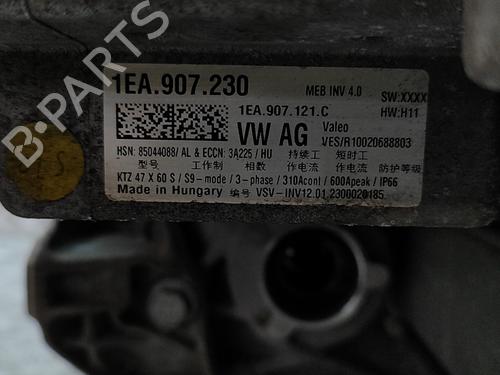 1EA.907.230
MEB INV 4.0
SW:XXXX
1EA.907.121.C
HW:H11
VW AG
Valeo
VES/R10020688803
HSN: 85044088/ AL & ECCN: 3A225 / HU
持续工 短时工
型号 工作制 相数 作电流 作电流 防护等级
KTZ 47 X 60 S / S9-mode / 3-phase / 310Acont / 600Apeak / IP66
Made in Hungary 编号 VSV-INV12.01.2300020185
B-PARTS